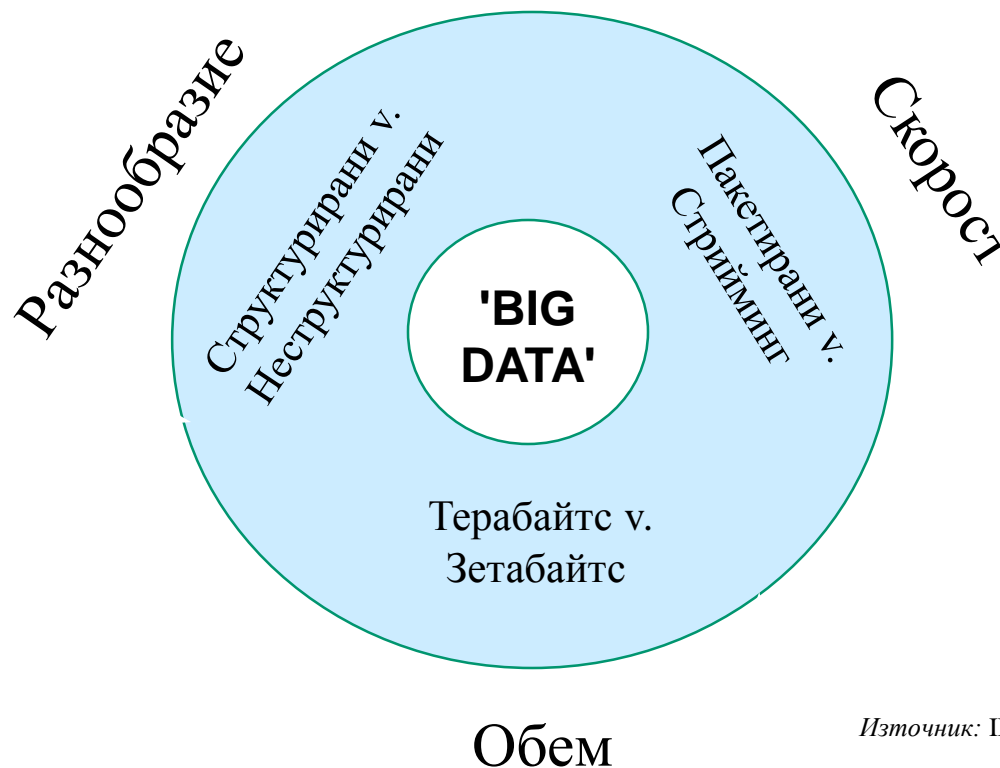 Разнообразие
Скорост
Структурирани v.
Неструктурирани
Пакетирани v.
Стрийминг
'BIG
DATA'
Терабайтс v.
Зетабайтс
Обем
Източник: